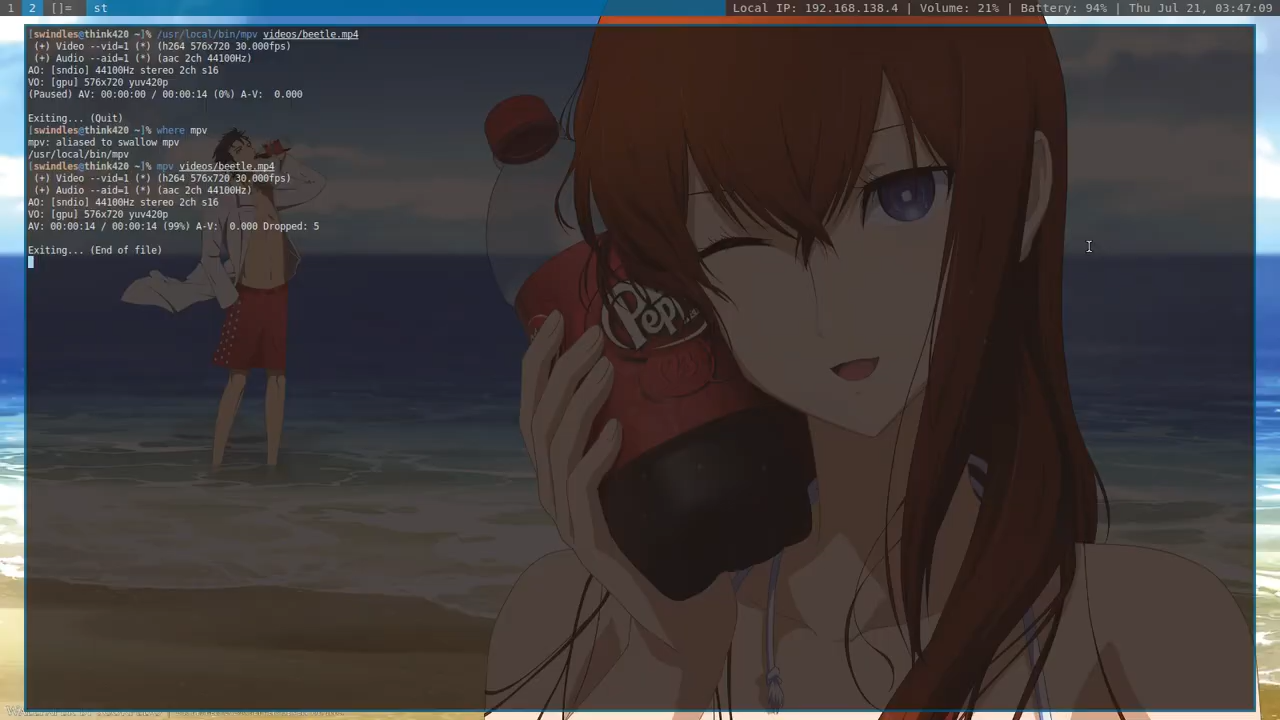 1 2 []= st Local IP: 192.168.138.4 | Volume: 21% | Battery: 94% | Thu Jul 21, 03:47:09
[swindles@think420 ~]% /usr/local/bin/mpv videos/beetle.mp4
(+) Video --vid=1 (*) (h264 576x720 30.000fps)
(+) Audio --aid=1 (*) (aac 2ch 44100Hz)
AO: [sndio] 44100Hz stereo 2ch s16
VO: [gpu] 576x720 yuv420p
(Paused) AV: 00:00:00 / 00:00:14 (0%) A-V: 0.000
Exiting... (Quit)
[swindles@think420 ~]% where mpv
mpv: aliased to swallow mpv
/usr/local/bin/mpv
[swindles@think420 ~]% mpv videos/beetle.mp4
(+) Video --vid=1 (*) (h264 576x720 30.000fps)
(+) Audio --aid=1 (*) (aac 2ch 44100Hz)
AO: [sndio] 44100Hz stereo 2ch s16
VO: [gpu] 576x720 yuv420p
AV: 00:00:14 / 00:00:14 (99%) A-V: 0.000 Dropped: 5
Exiting... (End of file)